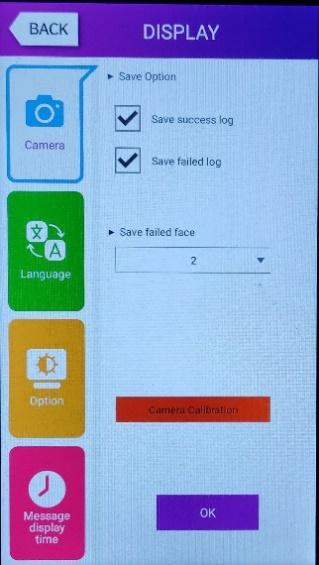 BACK
DISPLAY
Save Option
Camera
Save success log
Save failed log
文
A
Language
Save failed face
2
Option
Camera Calibration
Message
display
time
OK